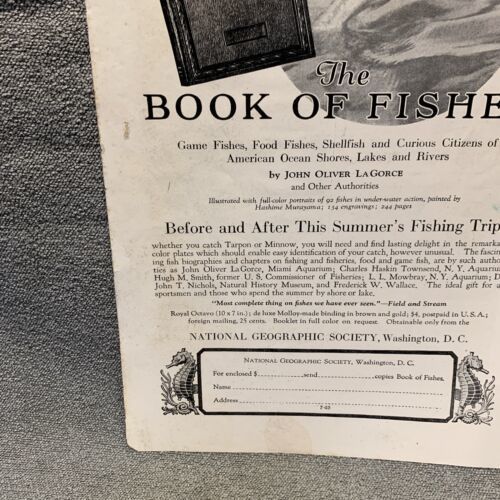 The
BOOK OF FISHE
Game Fishes, Food Fishes, Shellfish and Curious Citizens of
American Ocean Shores, Lakes and Rivers
by JOHN OLIVER LAGORCE
and Other Authorities
Illustrated with full-color portraits of 92 fishes in under-water action, painted by
Hashime Murayama; 134 engravings; 244 pages
Before and After This Summer's Fishing Trip
whether you catch Tarpon or Minnow, you will need and find lasting delight in the remark
color plates which should enable easy identification of your catch, however unusual. The fascin
ing fish biographies and chapters on fishing and fisheries, food and game fish, are by such autho
ties as John Oliver LaGorce, Miami Aquarium; Charles Haskin Townsend, N. Y. Aquariu
Hugh M. Smith, former U. S. Commissioner of Fisheries; L. L. Mowbray, N. Y. Aquarium; D
John T. Nichols, Natural History Museum, and Frederick W. Wallace. The ideal gift for a
sportsmen and those who spend the summer by shore or lake.
"Most complete thing on fishes we have ever seen."—Field and Stream
Royal Octavo (10 x 7 in.); de luxe Molloy-made binding in brown and gold; $4, postpaid in U. S. A.;
foreign mailing, 25 cents. Booklet in full color on request. Obtainable only from the
NATIONAL GEOGRAPHIC SOCIETY, Washington, D. C.
NATIONAL GEOGRAPHIC SOCIETY, Washington, D. C.
For enclosed $ send copies Book of Fishes.
Name
Address
7-25